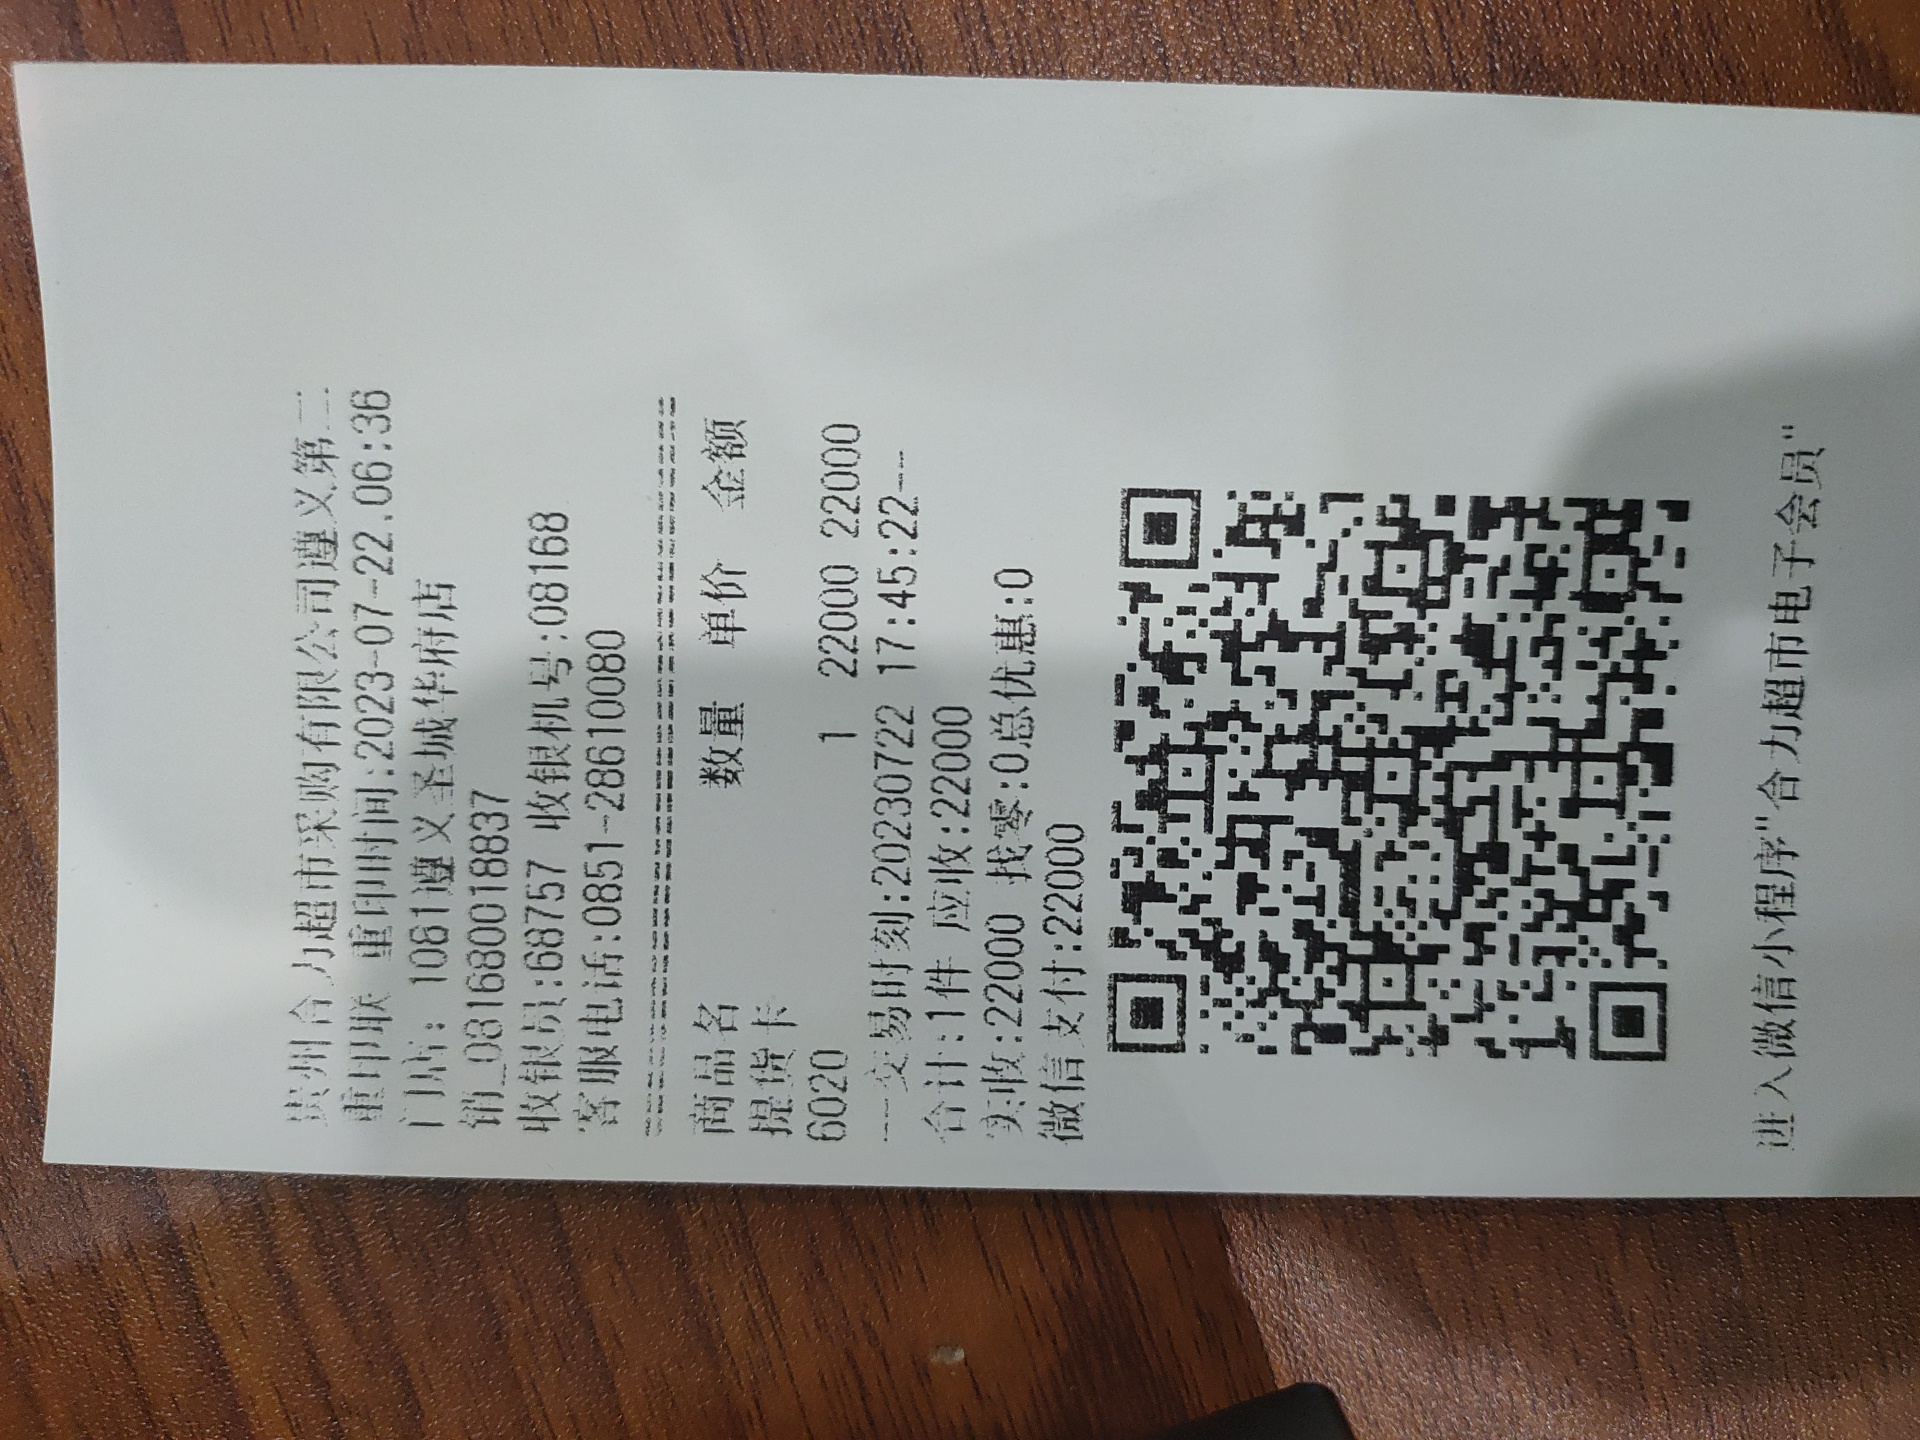 贵州合力超市采购有限公司遵义第二
重印联 重印时间:2023-07-22.06:36
门店: 1081遵义圣城华府店
销_081680018837
收银员:68757 收银机号:08168
客服电话:0851-28610080
商品名 数量 单价 金额
提货卡
6020 1 22000 22000
--交易时刻:20230722 17:45:22--
合计:1件 应收:22000
实收:22000 找零:0总优惠:0
微信支付:22000
进入微信小程序"合力超市电子会员"